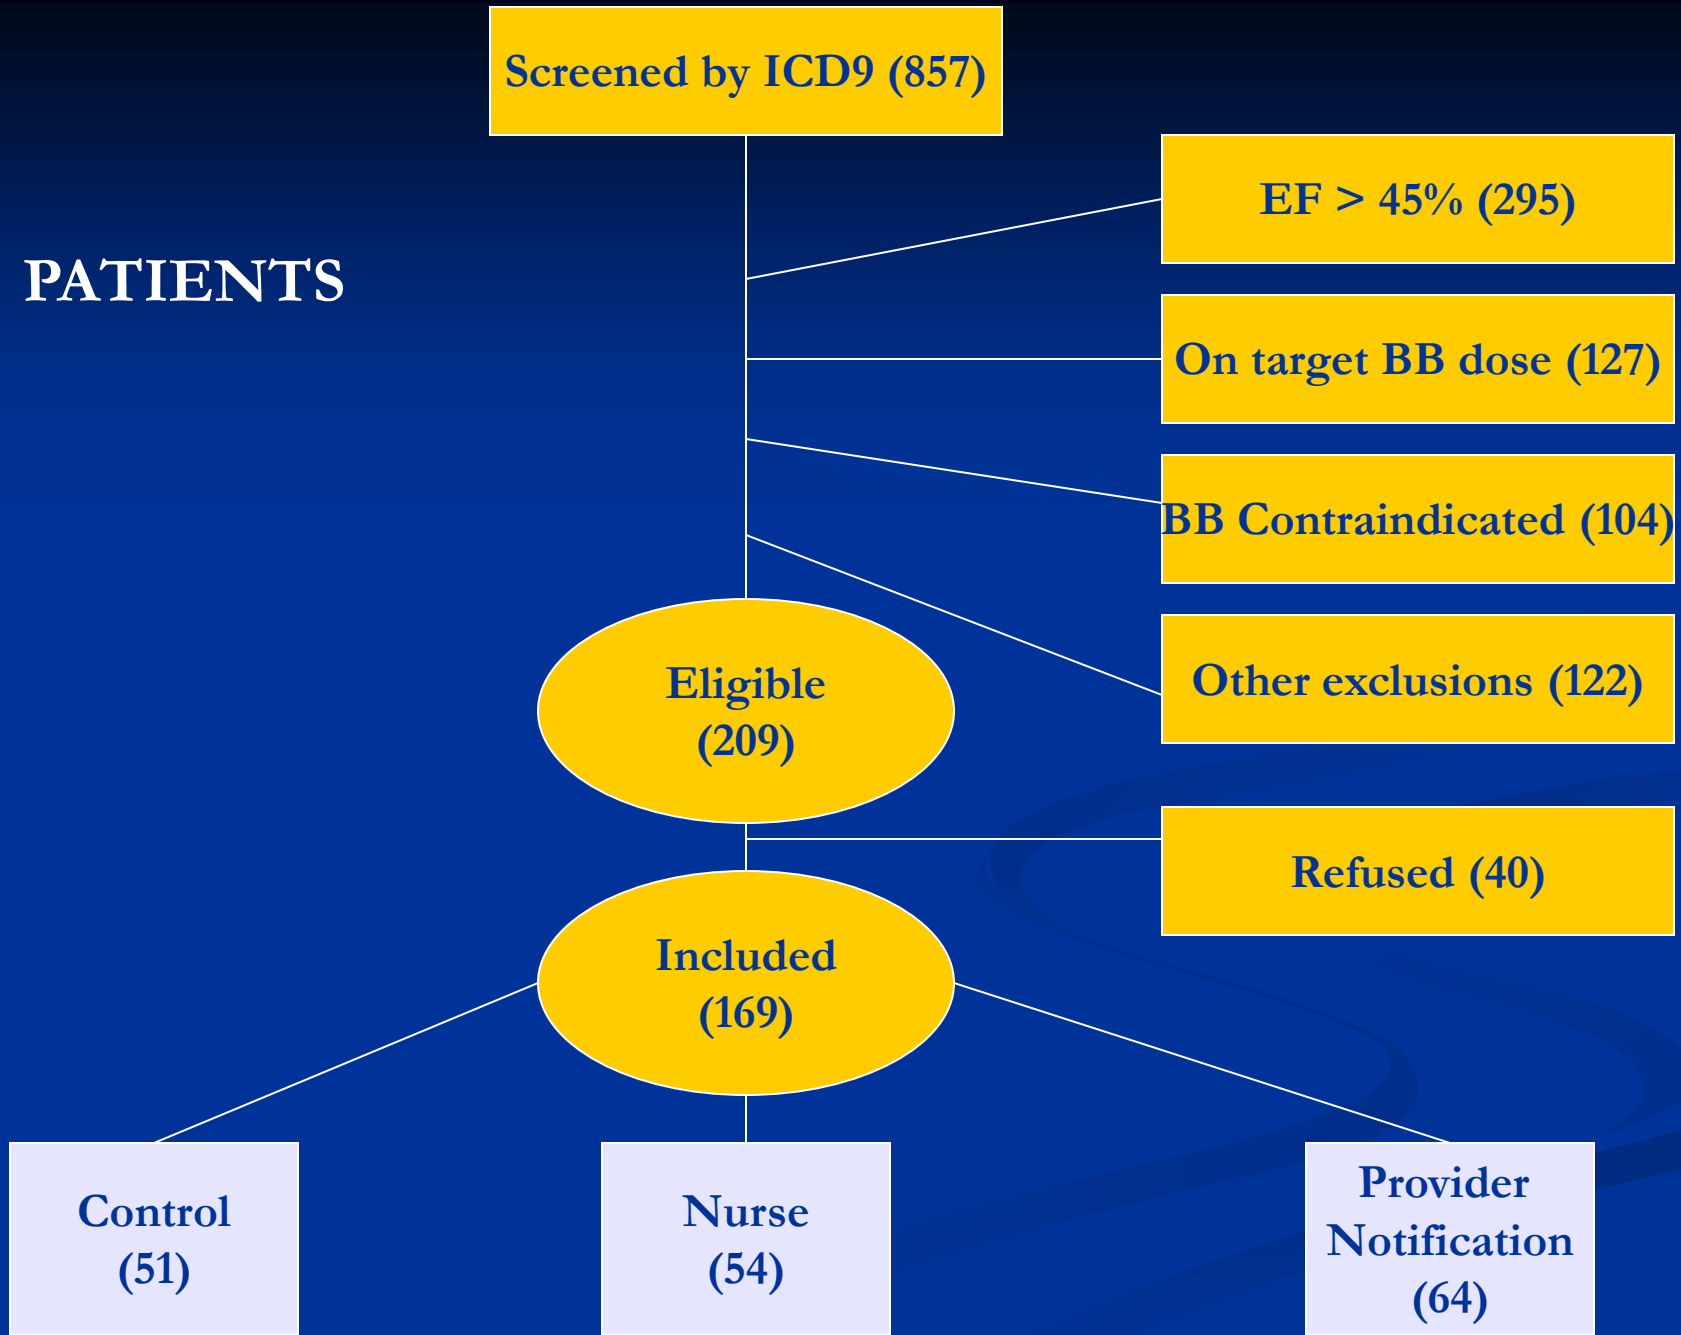 Screened by ICD9 (857)
EF > 45% (295)
PATIENTS
On target BB dose (127)
BB Contraindicated (104)
Other exclusions (122)
Eligible
(209)
Refused (40)
Included
(169)
Control
(51)
Nurse
(54)
Provider
Notification
(64)